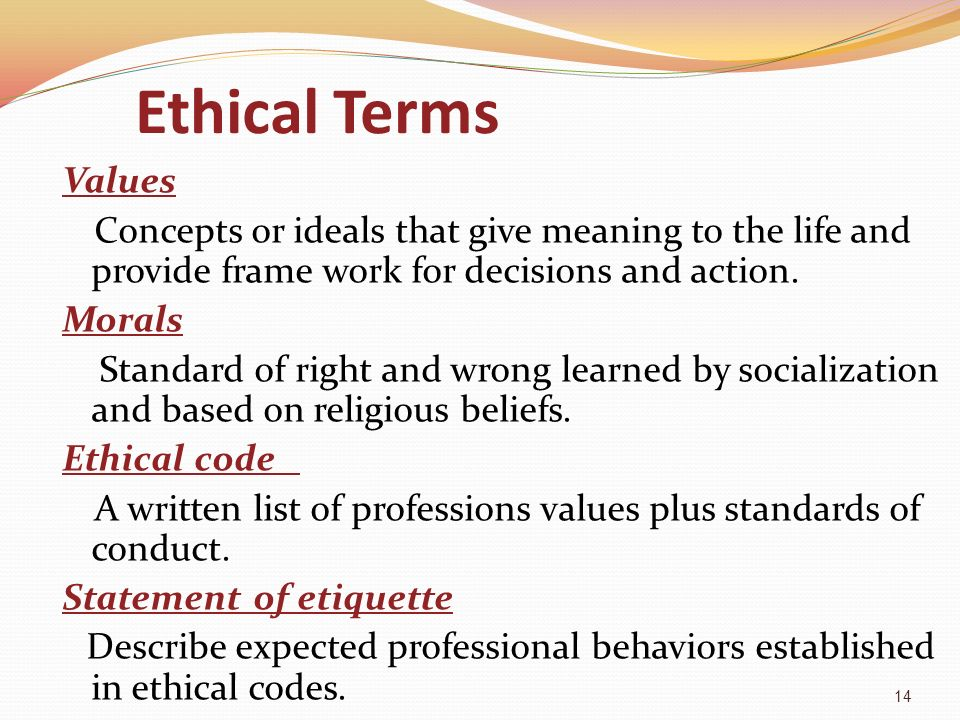 Ethical Terms
Values
Concepts or ideals that give meaning to the life and
provide frame work for decisions and action.
Morals
Standard of right and wrong learned by socialization
and based on religious beliefs.
Ethical code
A written list of professions values plus standards of
conduct.
Statement of etiquette
Describe expected professional behaviors established
in ethical codes.
14